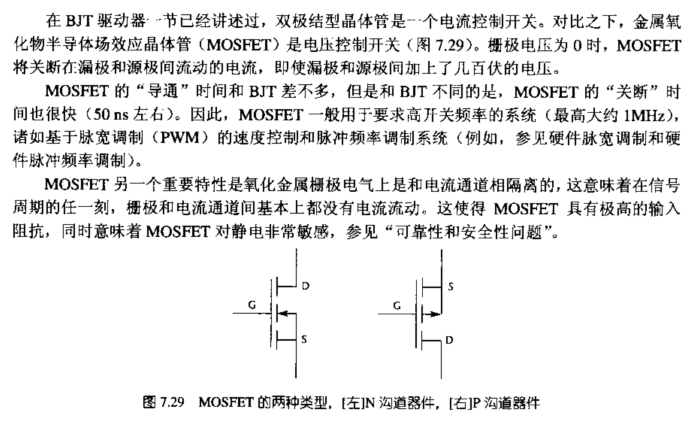 在 BJT 驱动器一节已经讲述过，双极结型晶体管是一个电流控制开关。对比之下，金属氧
化物半导体场效应晶体管（MOSFET）是电压控制开关（图 7.29）。栅极电压为 0 时，MOSFET
将关断在漏极和源极间流动的电流，即使漏极和源极间加上了几百伏的电压。
MOSFET 的“导通”时间和 BJT 差不多，但是和 BJT 不同的是，MOSFET 的“关断”时
间也很快（50 ns 左右）。因此，MOSFET 一般用于要求高开关频率的系统（最高大约 1MHz），
诸如基于脉宽调制（PWM）的速度控制和脉冲频率调制系统（例如，参见硬件脉宽调制和硬
件脉冲频率调制）。
MOSFET 另一个重要特性是氧化金属栅极电气上是和电流通道相隔离的，这意味着在信号
周期的任一刻，栅极和电流通道间基本上都没有电流流动。这使得 MOSFET 具有极高的输入
阻抗，同时意味着 MOSFET 对静电非常敏感，参见“可靠性和安全性问题”。
D
G
S
S
G
D
图 7.29 MOSFET 的两种类型，[左]N 沟道器件，[右]P 沟道器件